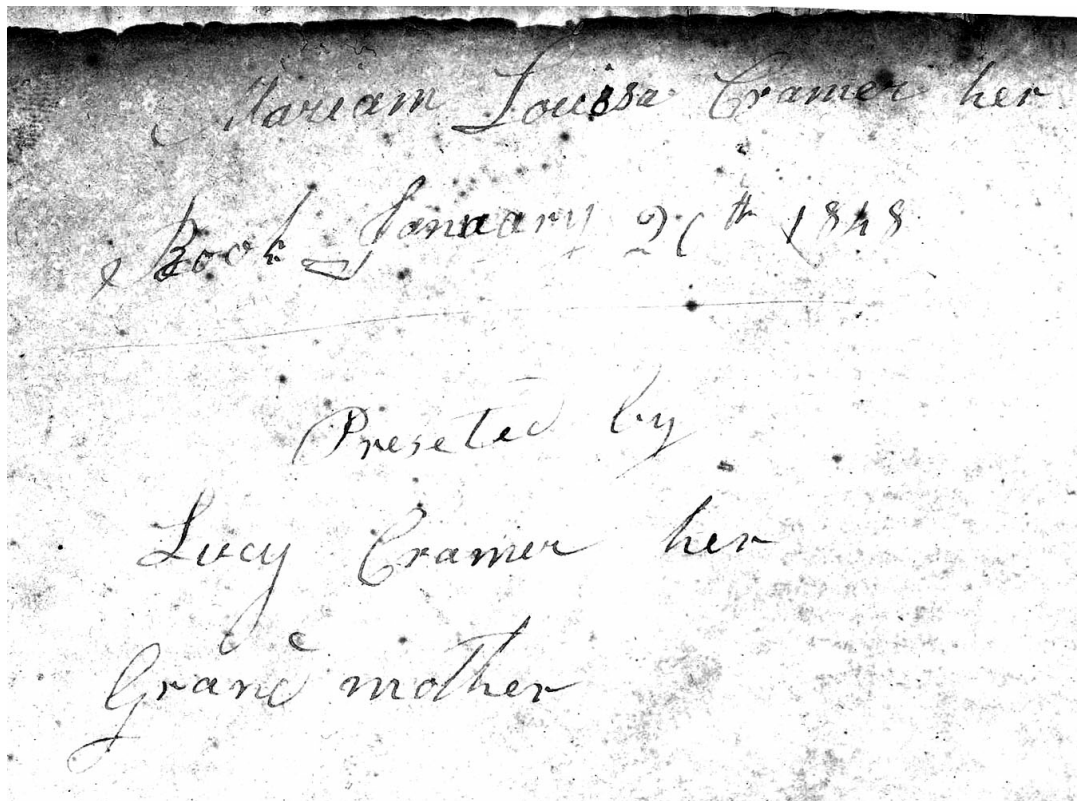 Mariam Louisa Cramer her
Book January 26th 1848
Preseted by
Lucy Cramer her
Grand mother